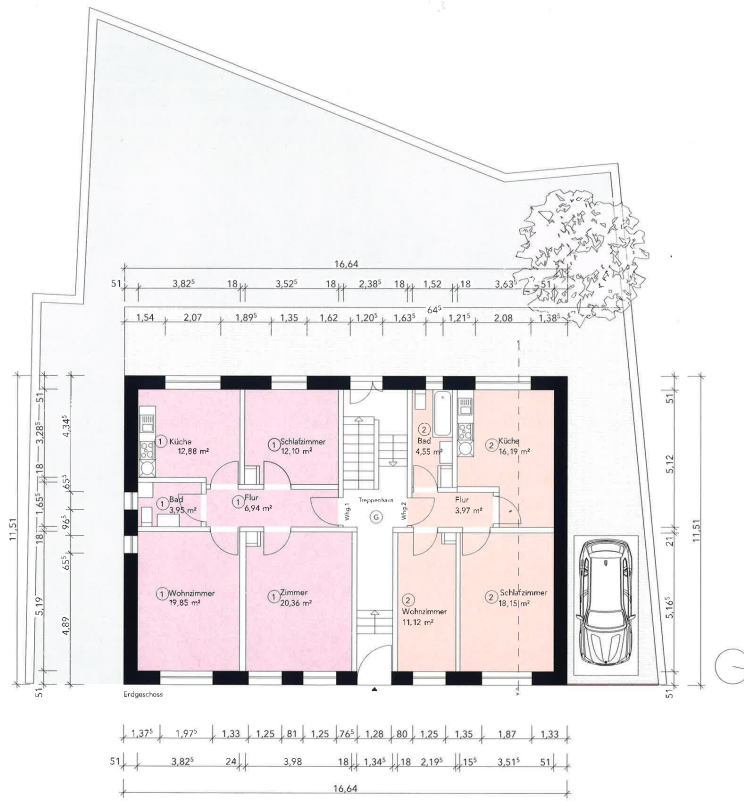 16,64
51 3,82⁵ 18 3,52⁵ 18 2,38⁵ 18 1,52 18 3,63⁵ 51
64⁵
1,54 2,07 1,89⁵ 1,35 1,62 1,20⁵ 1,63⁵ 1,21⁵ 2,08 1,38⁵
11,51
51 3,28⁵ 18 1,65⁵ 18 5,19 51
4,34⁵ 65⁵ 96⁵ 65⁵ 4,89
1 Küche
12,88 m²
1 Schlafzimmer
12,10 m²
2
Bad
4,55 m²
2 Küche
16,19 m²
1 Bad
3,95 m²
1 Flur
6,94 m²
Whg.1
Treppenhaus
G
Whg.2
Flur
3,97 m²
1 Wohnzimmer
19,85 m²
1 Zimmer
20,36 m²
2
Wohnzimmer
11,12 m²
2 Schlafzimmer
18,15 m²
51 5,12 21 5,16⁵ 51
11,51
Erdgeschoss
1,37⁵ 1,97⁵ 1,33 1,25 81 1,25 76⁵ 1,28 80 1,25 1,35 1,87 1,33
51 3,82⁵ 24 3,98 18 1,34⁵ 18 2,19⁵ 15⁵ 3,51⁵ 51
16,64